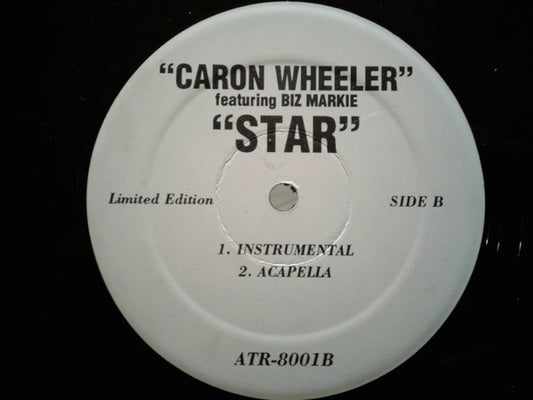 “CARON WHEELER”
featuring BIZ MARKIE
“STAR”
Limited Edition SIDE B
1. INSTRUMENTAL
2. ACAPELLA
ATR-8001B